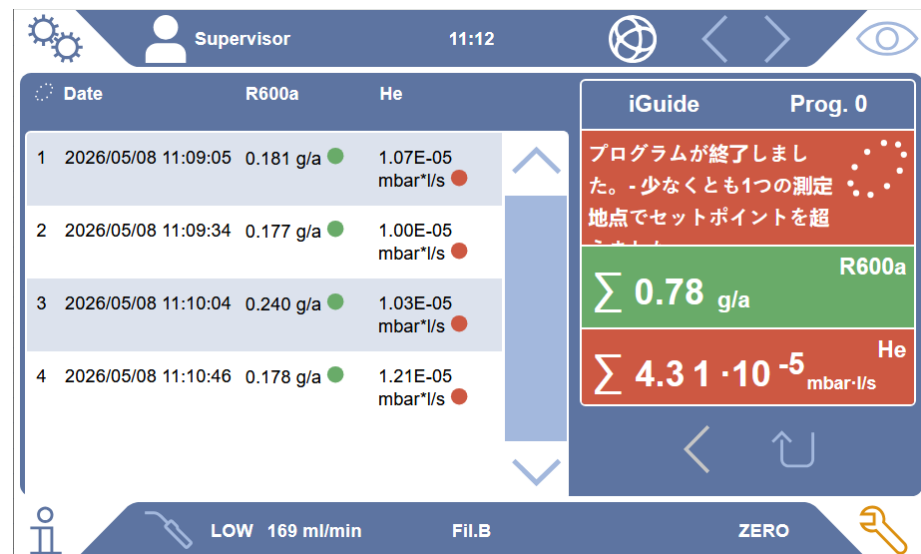 Supervisor
11:12
Date R600a He
1 2026/05/08 11:09:05 0.181 g/a 1.07E-05
mbar*l/s
2 2026/05/08 11:09:34 0.177 g/a 1.00E-05
mbar*l/s
3 2026/05/08 11:10:04 0.240 g/a 1.03E-05
mbar*l/s
4 2026/05/08 11:10:46 0.178 g/a 1.21E-05
mbar*l/s
iGuide Prog. 0
プログラムが終了しまし
た。- 少なくとも1つの測定
地点でセットポイントを超
R600a
∑ 0.78 g/a
He
∑ 4.3 1 ·10 -5 mbar·l/s
LOW 169 ml/min Fil.B ZERO